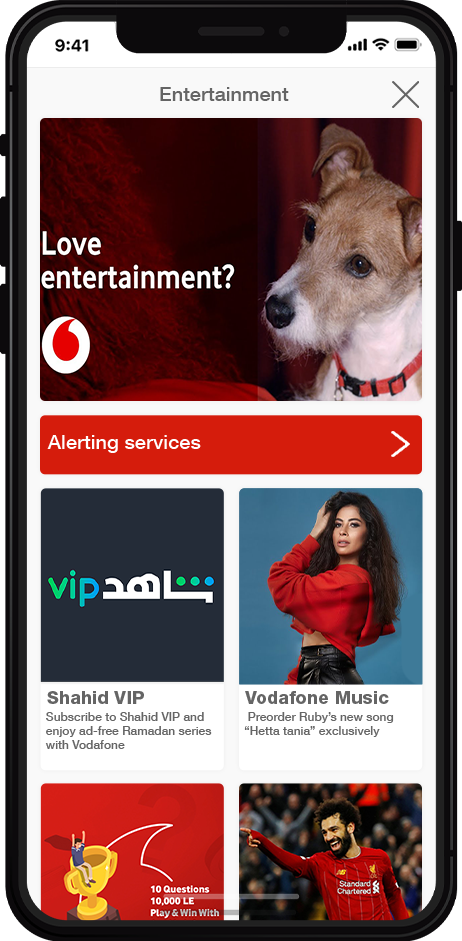 9:41
Entertainment
Love
entertainment?
Alerting services
vip شاهد
Shahid VIP
Subscribe to Shahid VIP and
enjoy ad-free Ramadan series
with Vodafone
Vodafone Music
Preorder Ruby's new song
“Hetta tania” exclusively
10 Questions
10,000 LE
Play & Win With
Standard
Chartered